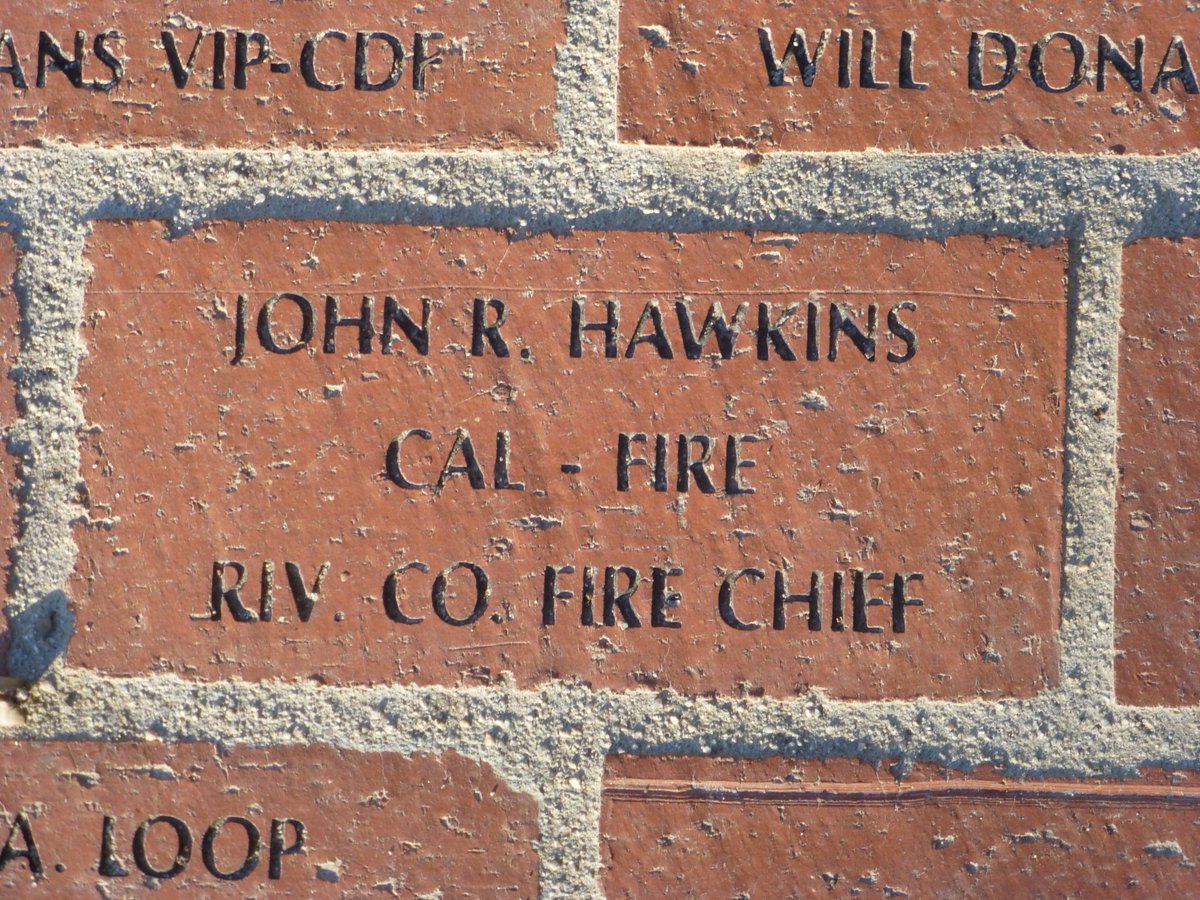 ANS VIP-CDF
WILL DONA
JOHN R. HAWKINS
CAL - FIRE
RIV. CO. FIRE CHIEF
A. LOOP